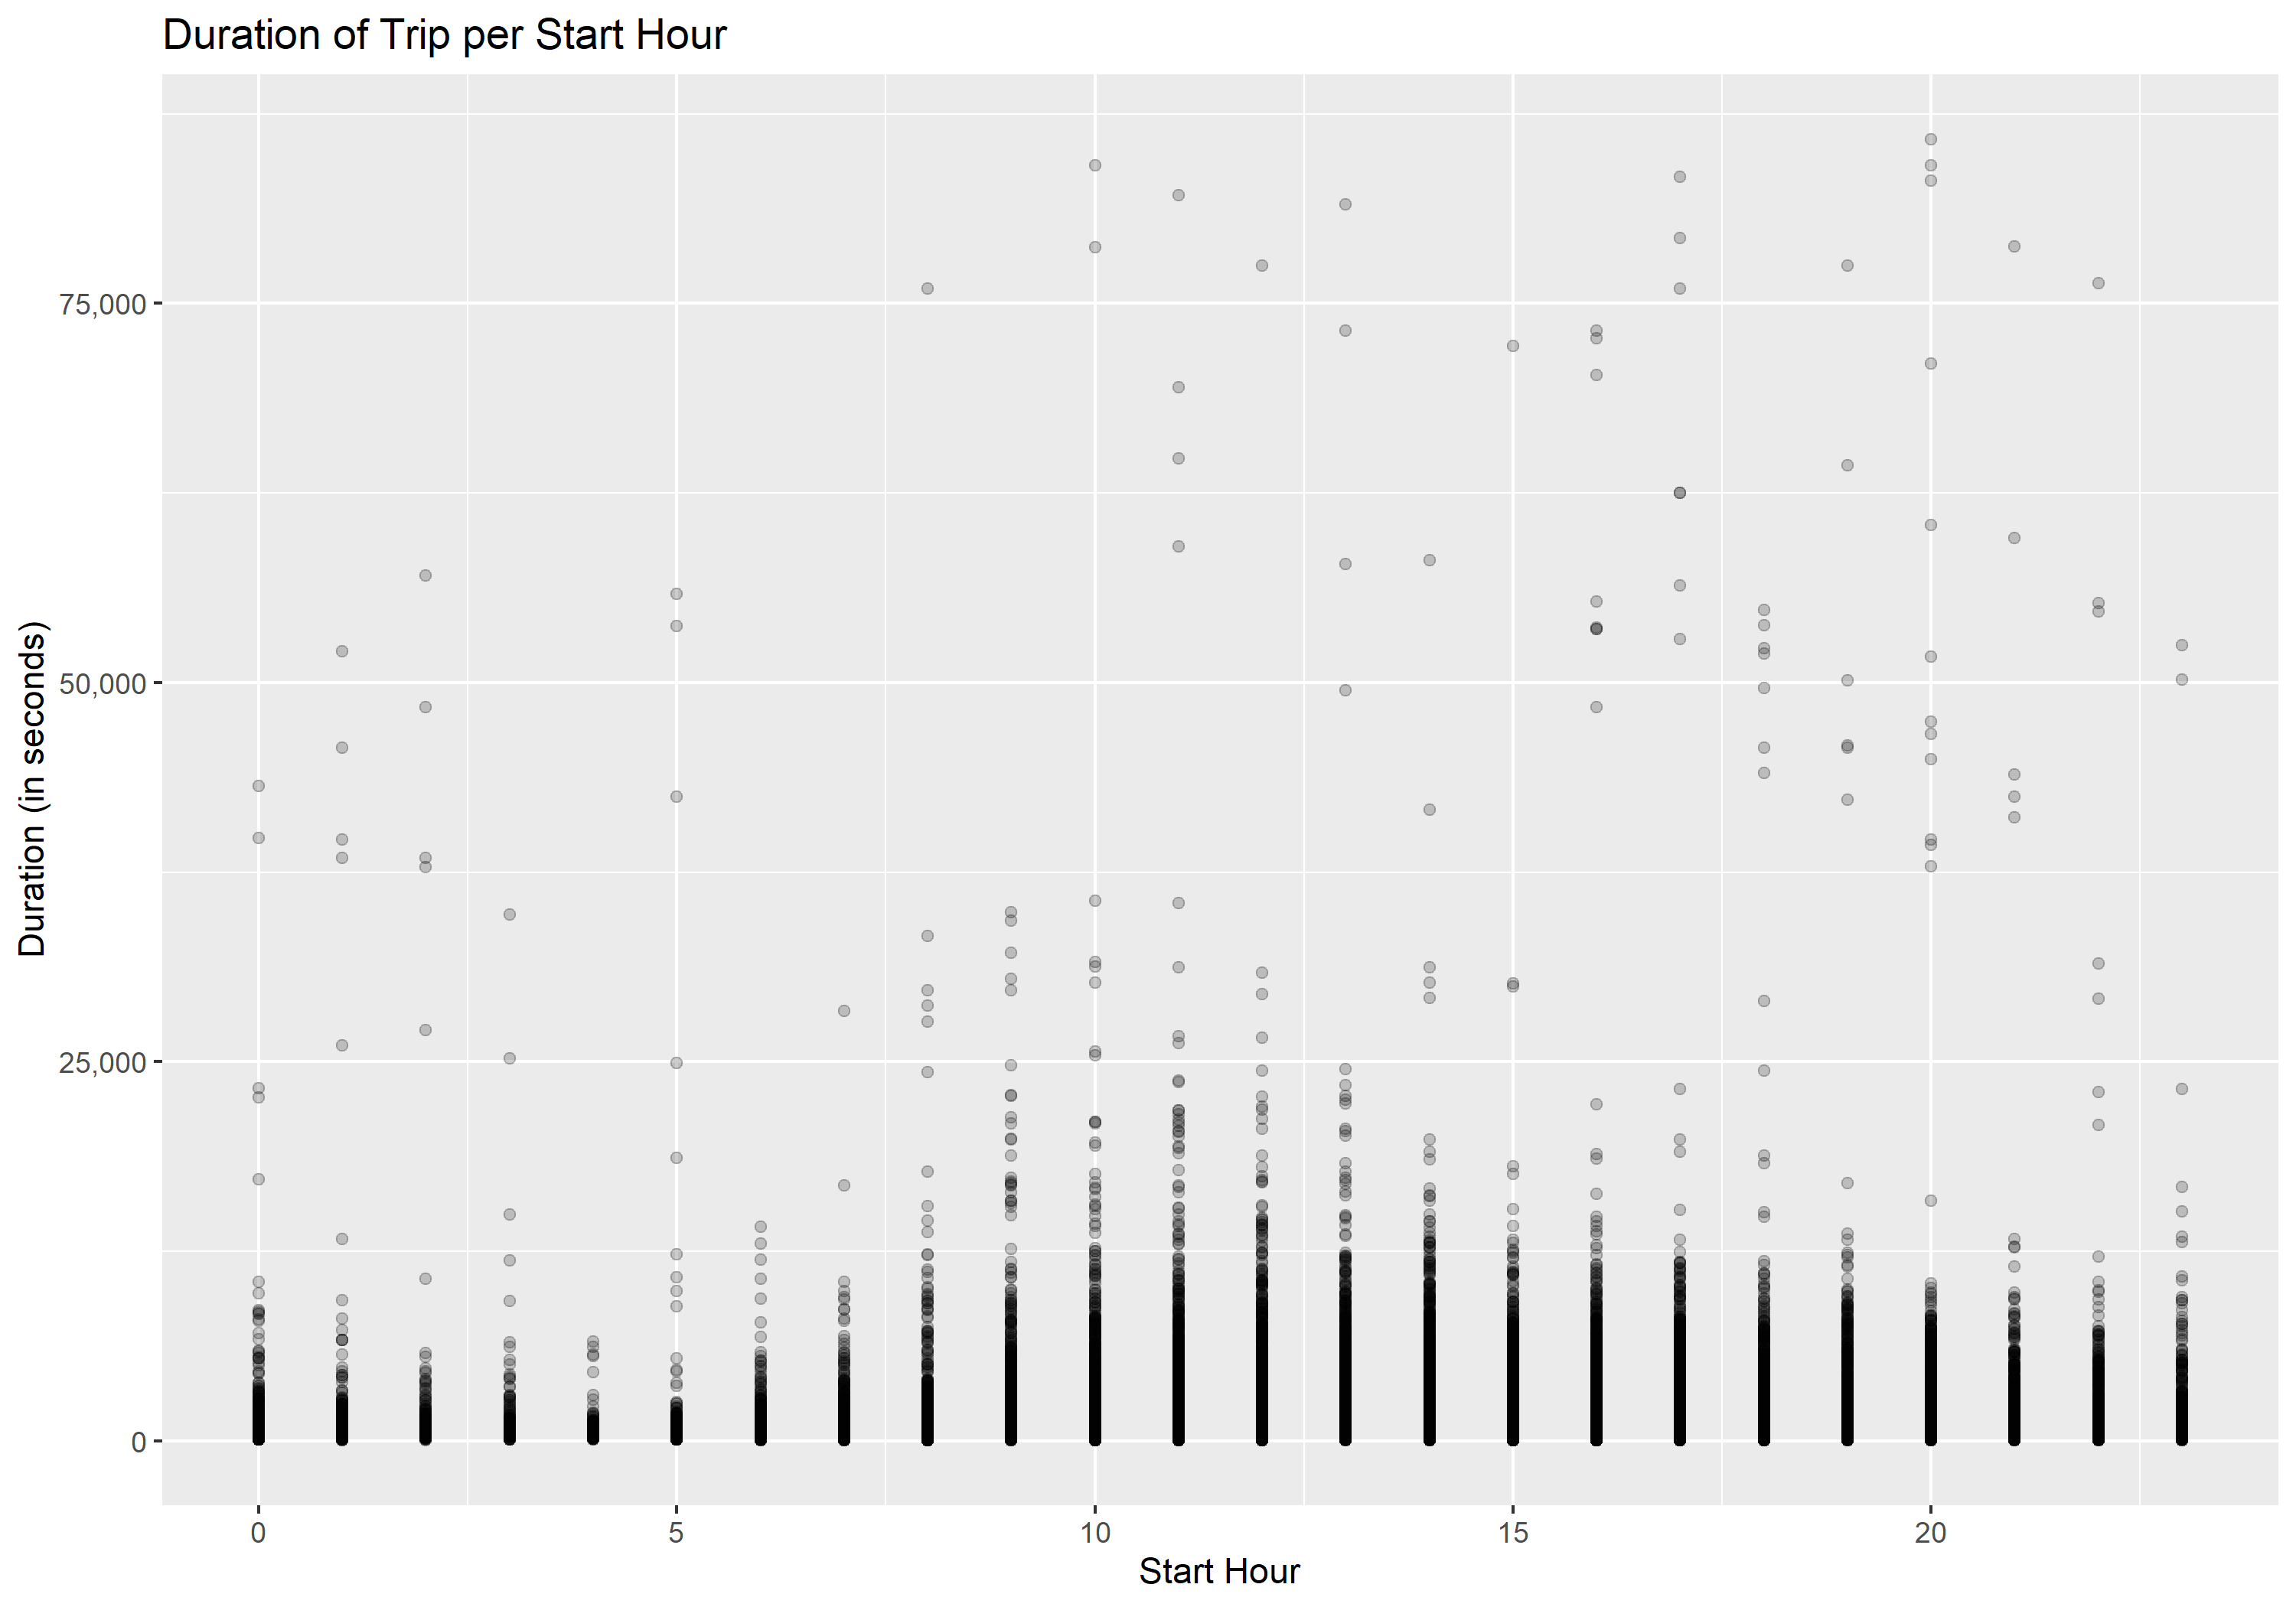 Duration of Trip per Start Hour
Duration (in seconds)
75,000
50,000
25,000
0
0 5 10 15 20
Start Hour